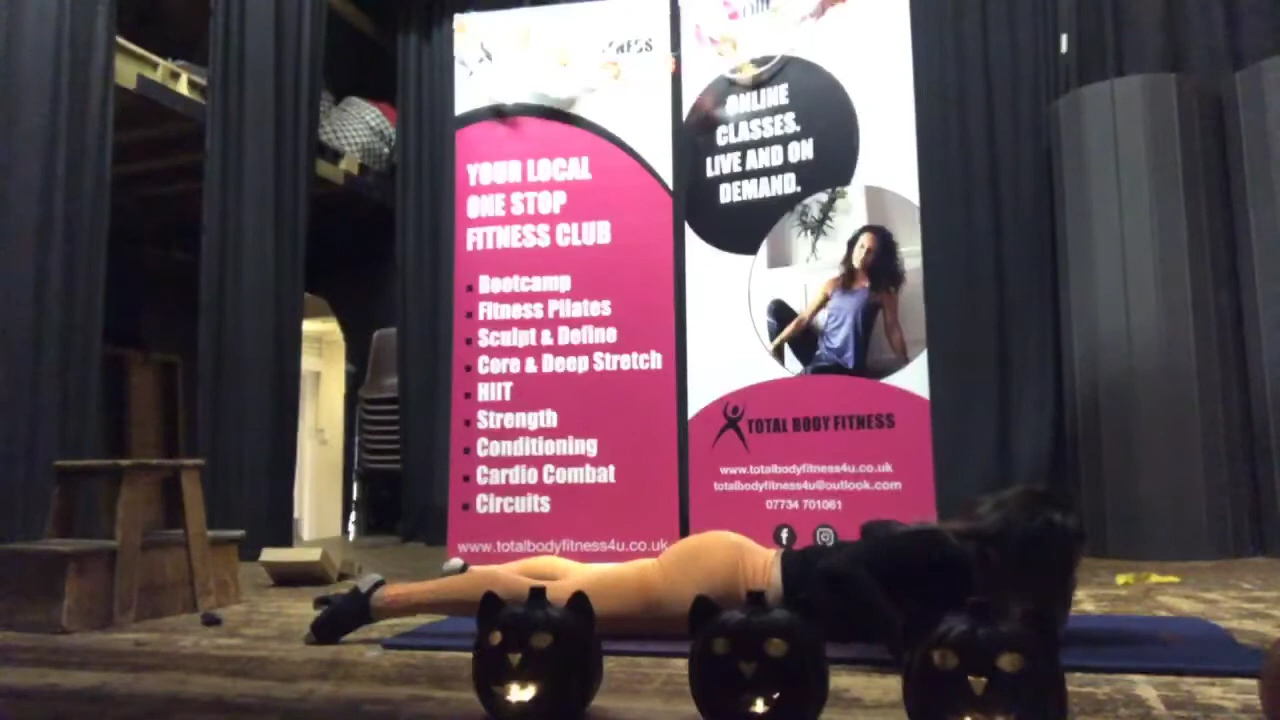 YOUR LOCAL
ONE STOP
FITNESS CLUB
Bootcamp
Fitness Pilates
Sculpt & Define
Core & Deep Stretch
HIIT
Strength
Conditioning
Cardio Combat
Circuits
www.totalbodyfitness4u.co.uk
ONLINE
CLASSES.
LIVE AND ON
DEMAND.
TOTAL BODY FITNESS
www.totalbodyfitness4u.co.uk
totalbodyfitness4u@outlook.com
07734 701061